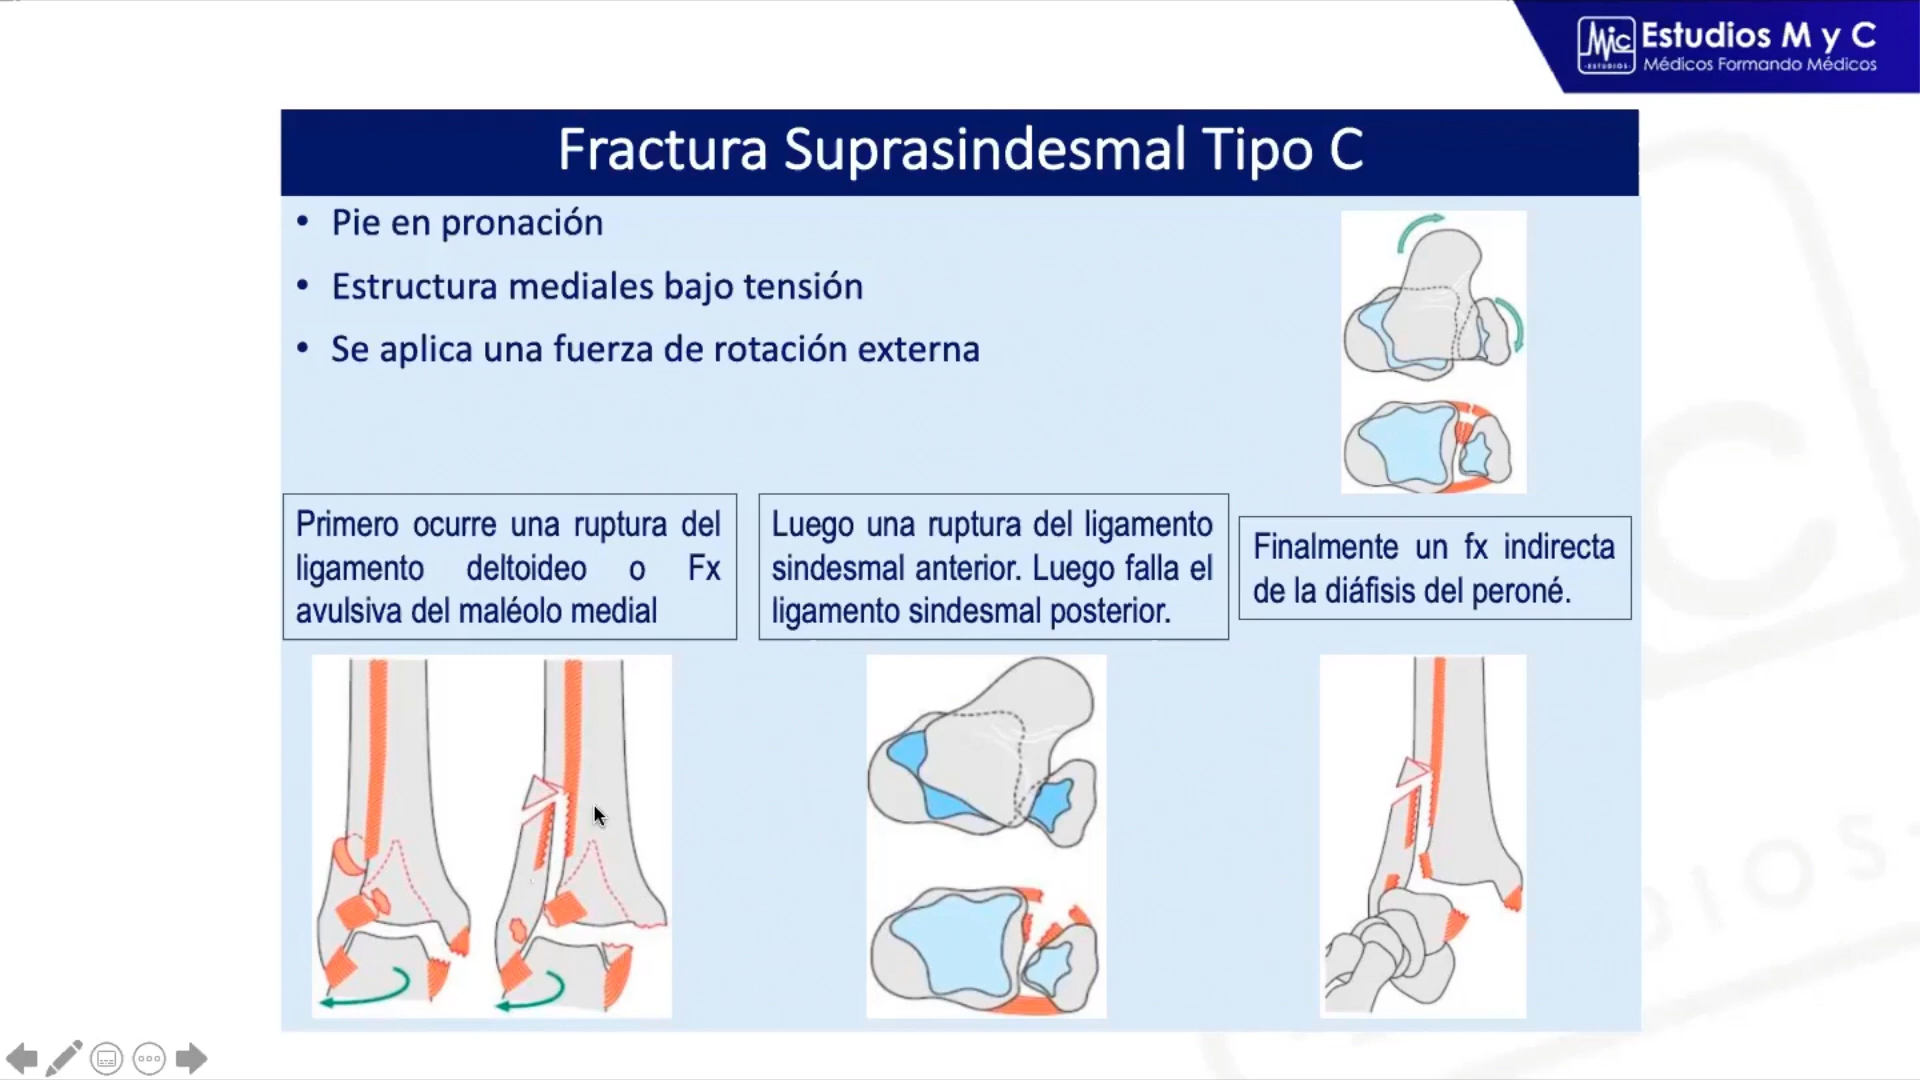 Mic
-ESTUDIOS-
Estudios M y C
Médicos Formando Médicos
Fractura Suprasindesmal Tipo C
• Pie en pronación
• Estructura mediales bajo tensión
• Se aplica una fuerza de rotación externa
Primero ocurre una ruptura del
ligamento deltoideo o Fx
avulsiva del maléolo medial
Luego una ruptura del ligamento
sindesmal anterior. Luego falla el
ligamento sindesmal posterior.
Finalmente un fx indirecta
de la diáfisis del peroné.